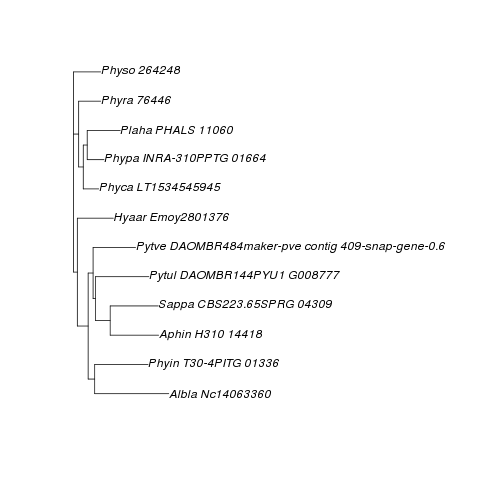 Physo 264248
Phyra 76446
Plaha PHALS 11060
Phypa INRA-310PPTG 01664
Phyca LT1534545945
Hyaar Emoy2801376
Pytve DAOMBR484maker-pve contig 409-snap-gene-0.6
Pytul DAOMBR144PYU1 G008777
Sappa CBS223.65SPRG 04309
Aphin H310 14418
Phyin T30-4PITG 01336
Albla Nc14063360